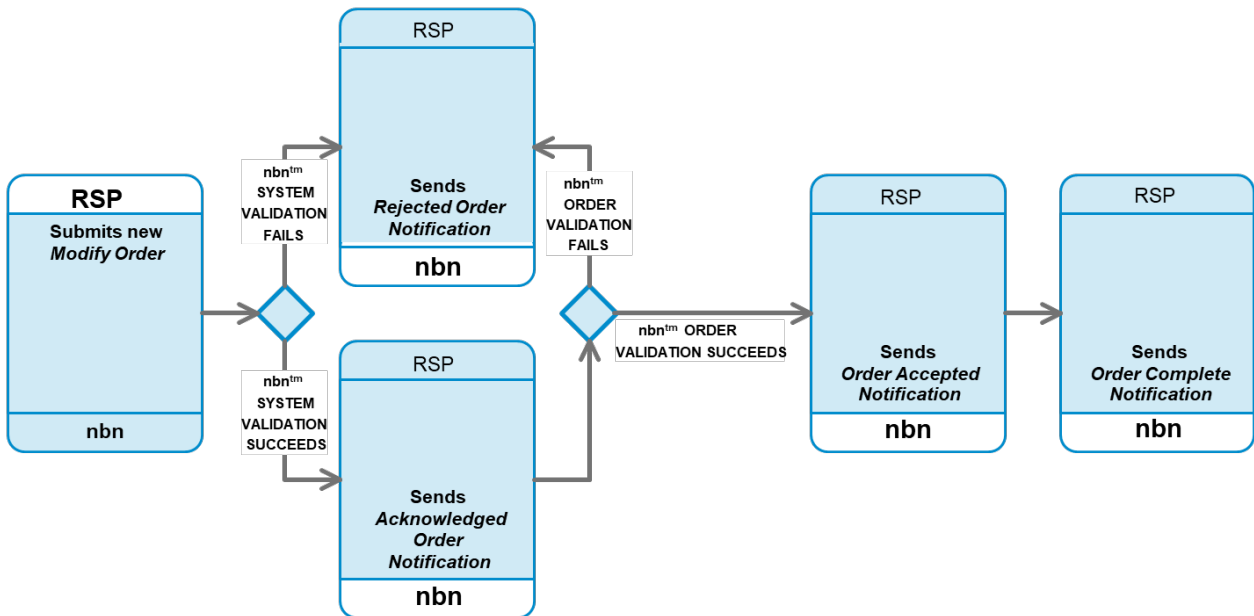 RSP
Submits new
Modify Order
nbn
nbn™
SYSTEM
VALIDATION
FAILS
nbn™
SYSTEM
VALIDATION
SUCCEEDS
RSP
Sends
Rejected Order
Notification
nbn
RSP
Sends
Acknowledged
Order
Notification
nbn
nbn™
ORDER
VALIDATION
FAILS
nbn™ ORDER
VALIDATION SUCCEEDS
RSP
Sends
Order Accepted
Notification
nbn
RSP
Sends
Order Complete
Notification
nbn